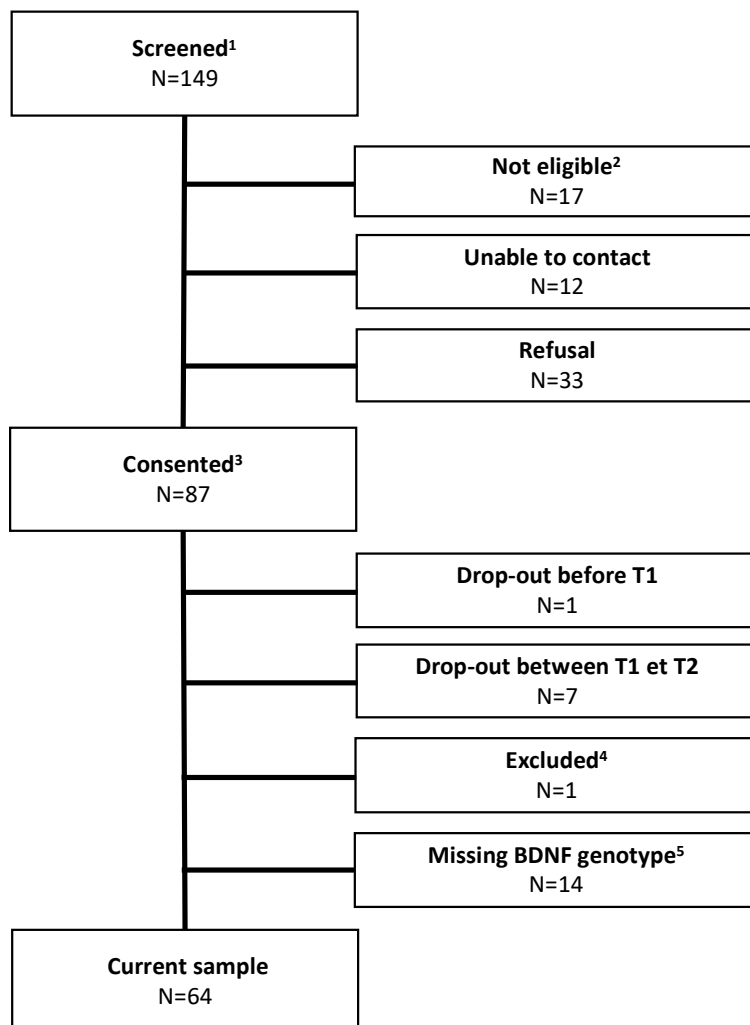 Screened¹
N=149
Not eligible²
N=17
Unable to contact
N=12
Refusal
N=33
Consented³
N=87
Drop-out before T1
N=1
Drop-out between T1 et T2
N=7
Excluded⁴
N=1
Missing BDNF genotype⁵
N=14
Current sample
N=64